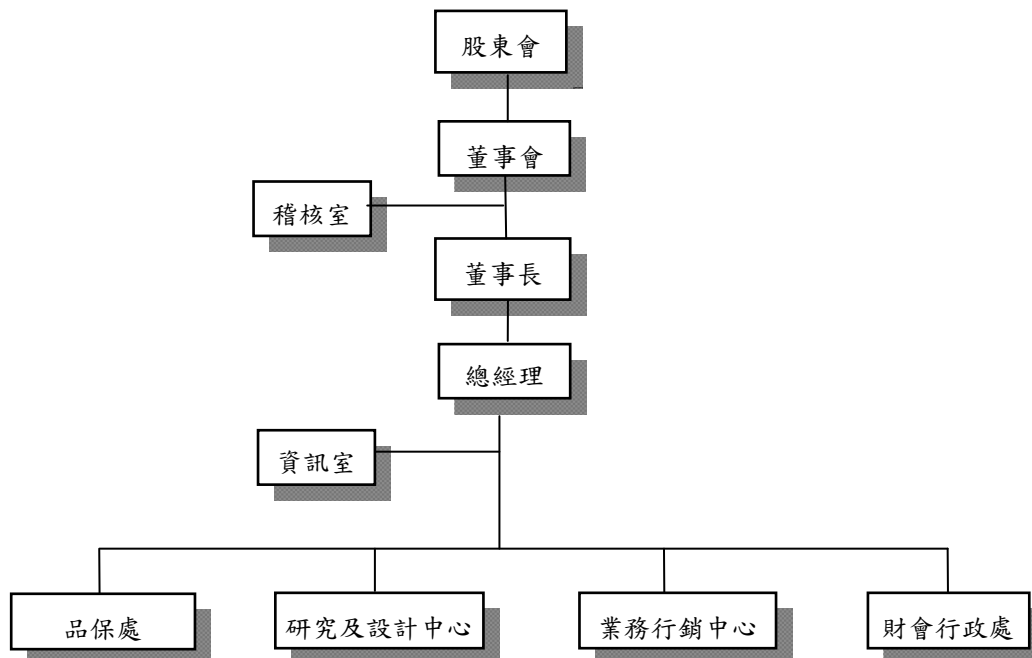 股東會
董事會
稽核室
董事長
總經理
資訊室
品保處
研究及設計中心
業務行銷中心
財會行政處